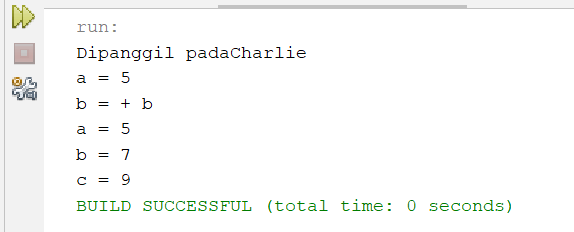 run:
Dipanggil padaCharlie
a = 5
b = + b
a = 5
b = 7
c = 9
BUILD SUCCESSFUL (total time: 0 seconds)